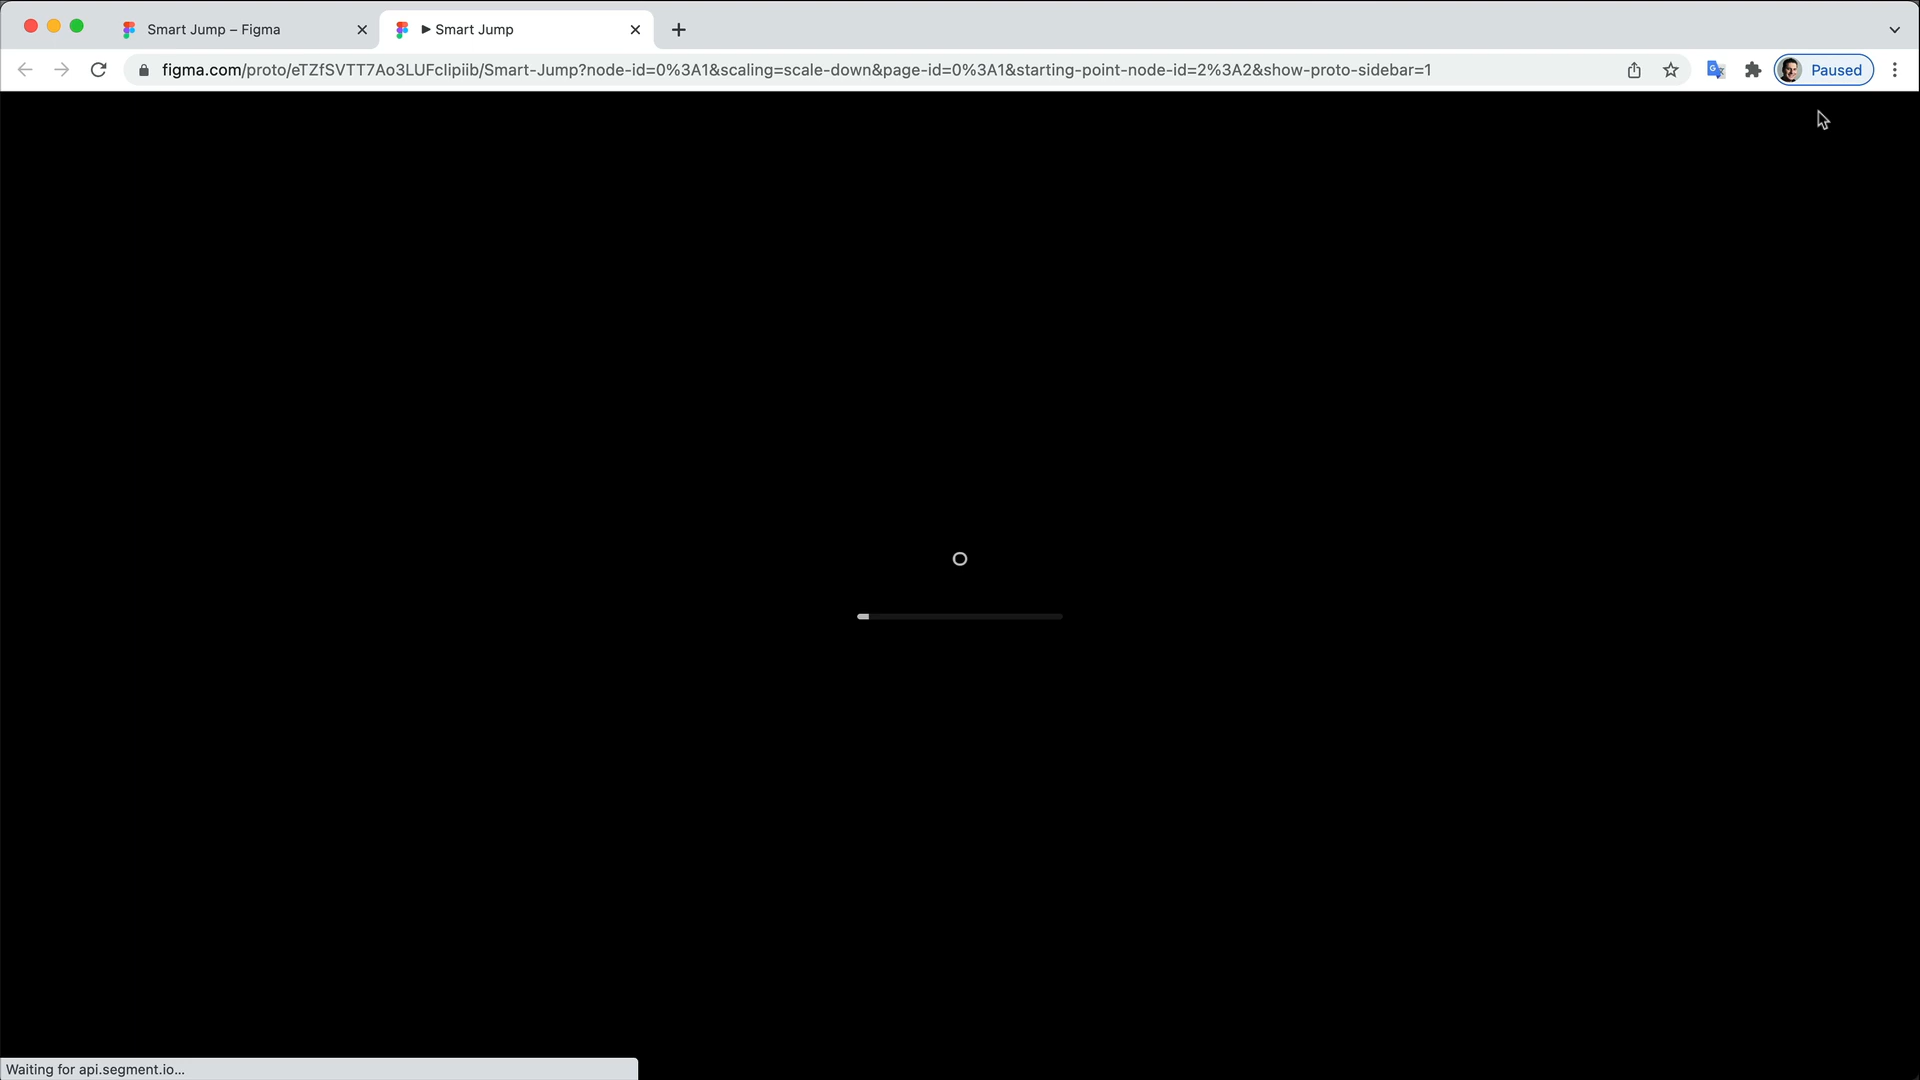 Smart Jump – Figma
Smart Jump
figma.com/proto/eTZfSVTT7Ao3LUFcIipiib/Smart-Jump?node-id=0%3A1&scaling=scale-down&page-id=0%3A1&starting-point-node-id=2%3A2&show-proto-sidebar=1
Paused
Waiting for api.segment.io...